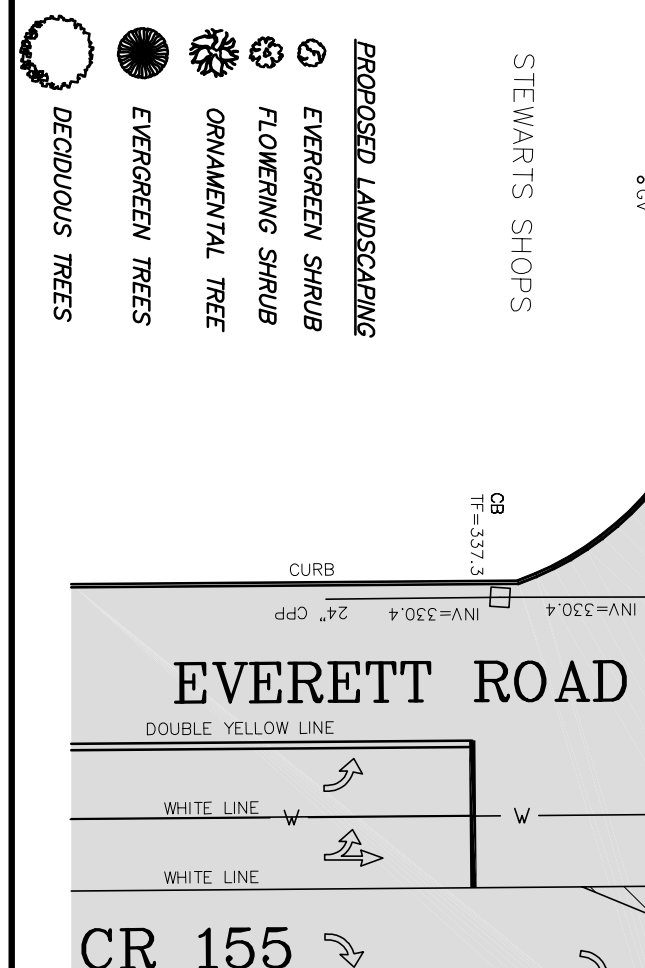 PROPOSED LANDSCAPING
EVERGREEN SHRUB
FLOWERING SHRUB
ORNAMENTAL TREE
EVERGREEN TREES
DECIDUOUS TREES
STEWARTS SHOPS
GV
CB
TF=337.3
CURB
24" CPP
INV=330.4
INV=330.4
EVERETT ROAD
DOUBLE YELLOW LINE
WHITE LINE
W
W
WHITE LINE
CR 155